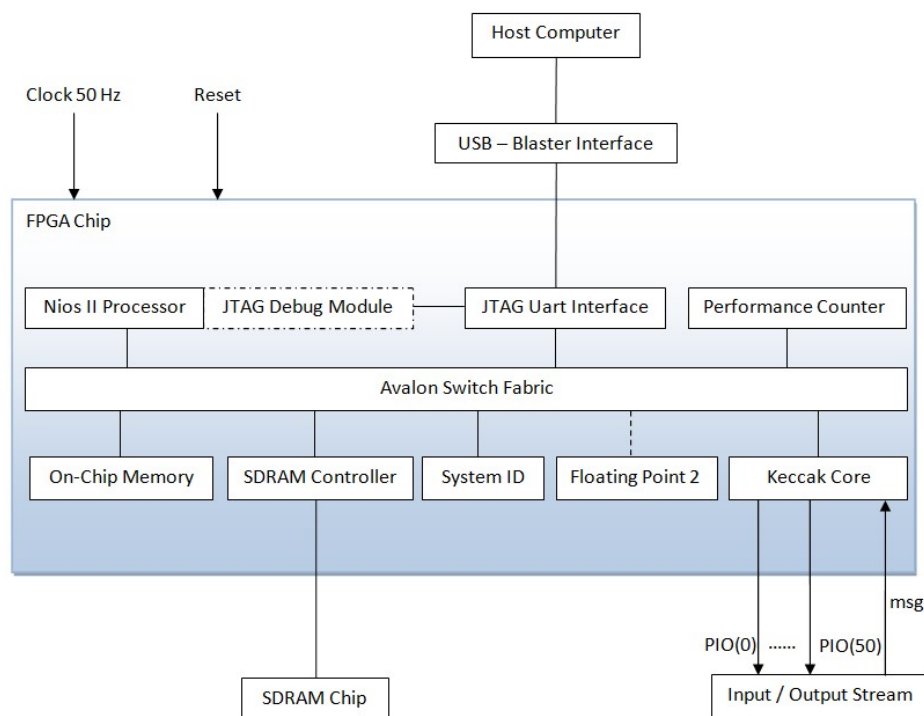 Host Computer
Clock 50 Hz
Reset
USB – Blaster Interface
FPGA Chip
Nios II Processor
JTAG Debug Module
JTAG Uart Interface
Performance Counter
Avalon Switch Fabric
On-Chip Memory
SDRAM Controller
System ID
Floating Point 2
Keccak Core
msg
PIO(0) ...... PIO(50)
SDRAM Chip
Input / Output Stream